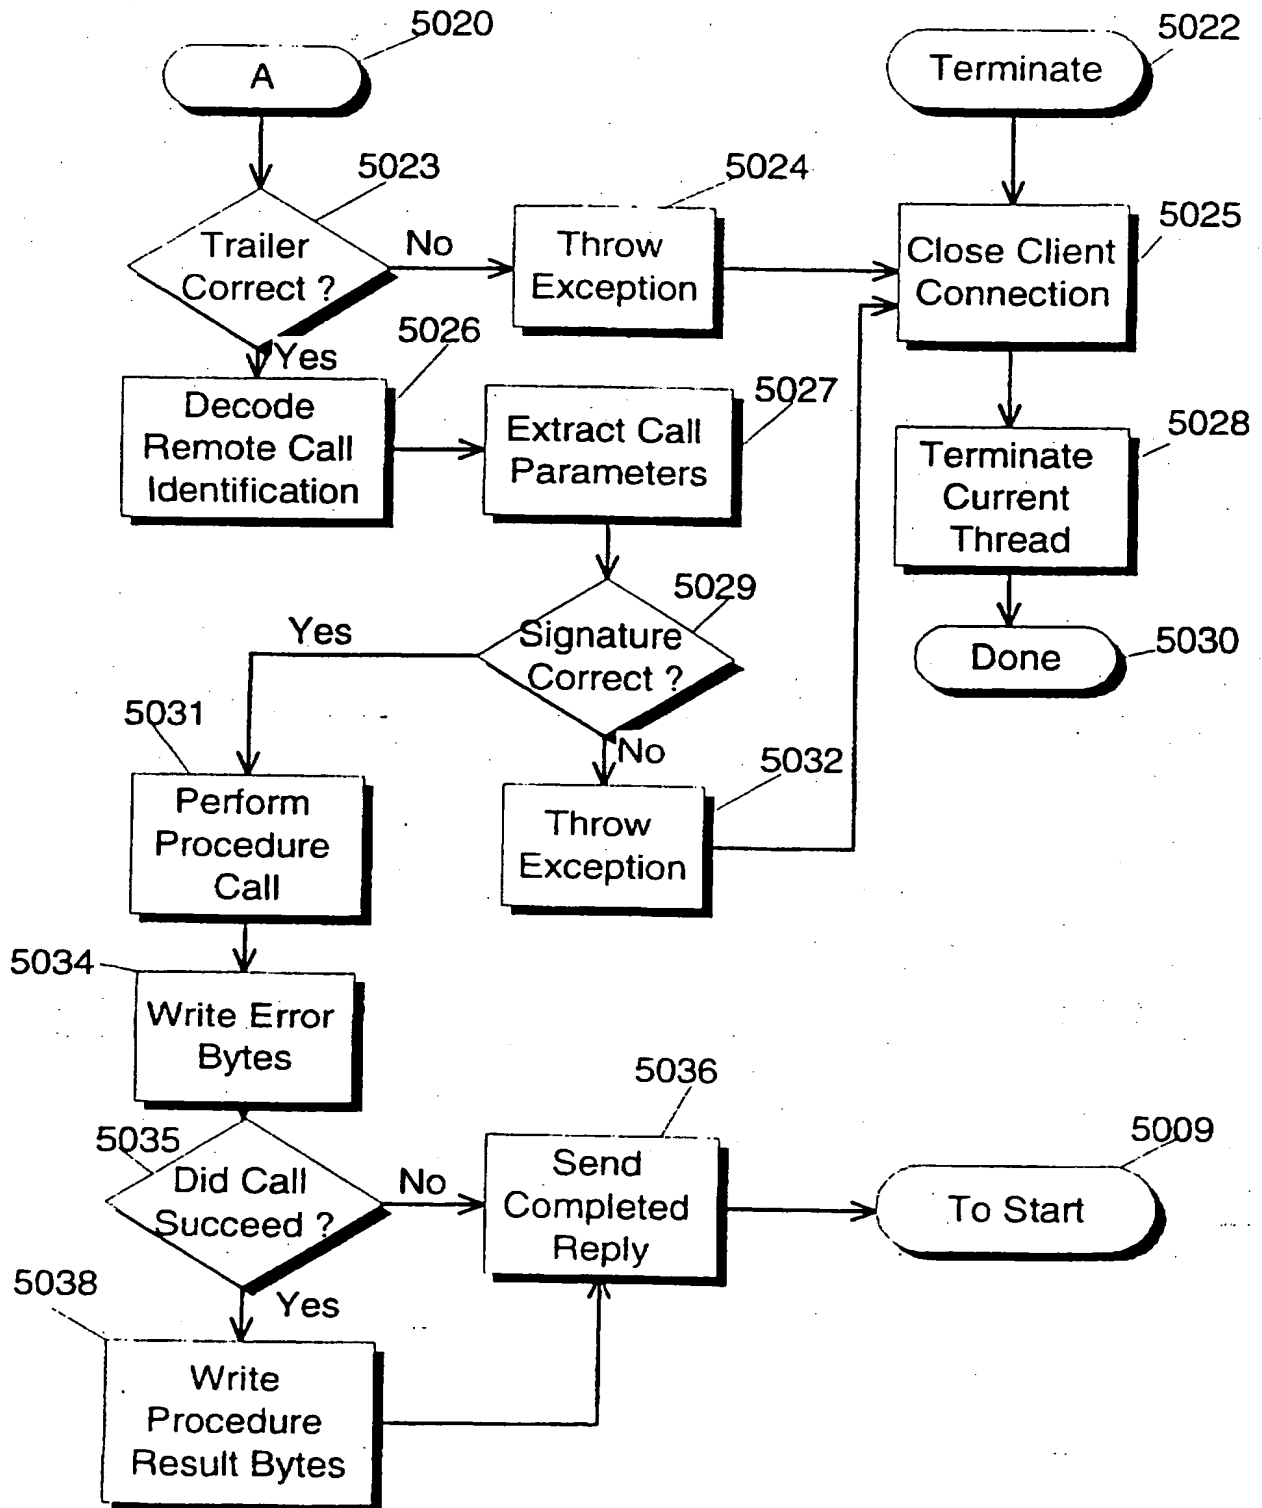 5020
A
5022
Terminate
5023
Trailer
Correct ?
No
5024
Throw
Exception
5025
Close Client
Connection
Yes
5026
Decode
Remote Call
Identification
5027
Extract Call
Parameters
5028
Terminate
Current
Thread
5029
Signature
Correct ?
Yes
No
5030
Done
5031
Perform
Procedure
Call
5032
Throw
Exception
5034
Write Error
Bytes
5035
Did Call
Succeed ?
No
5036
Send
Completed
Reply
5009
To Start
Yes
5038
Write
Procedure
Result Bytes